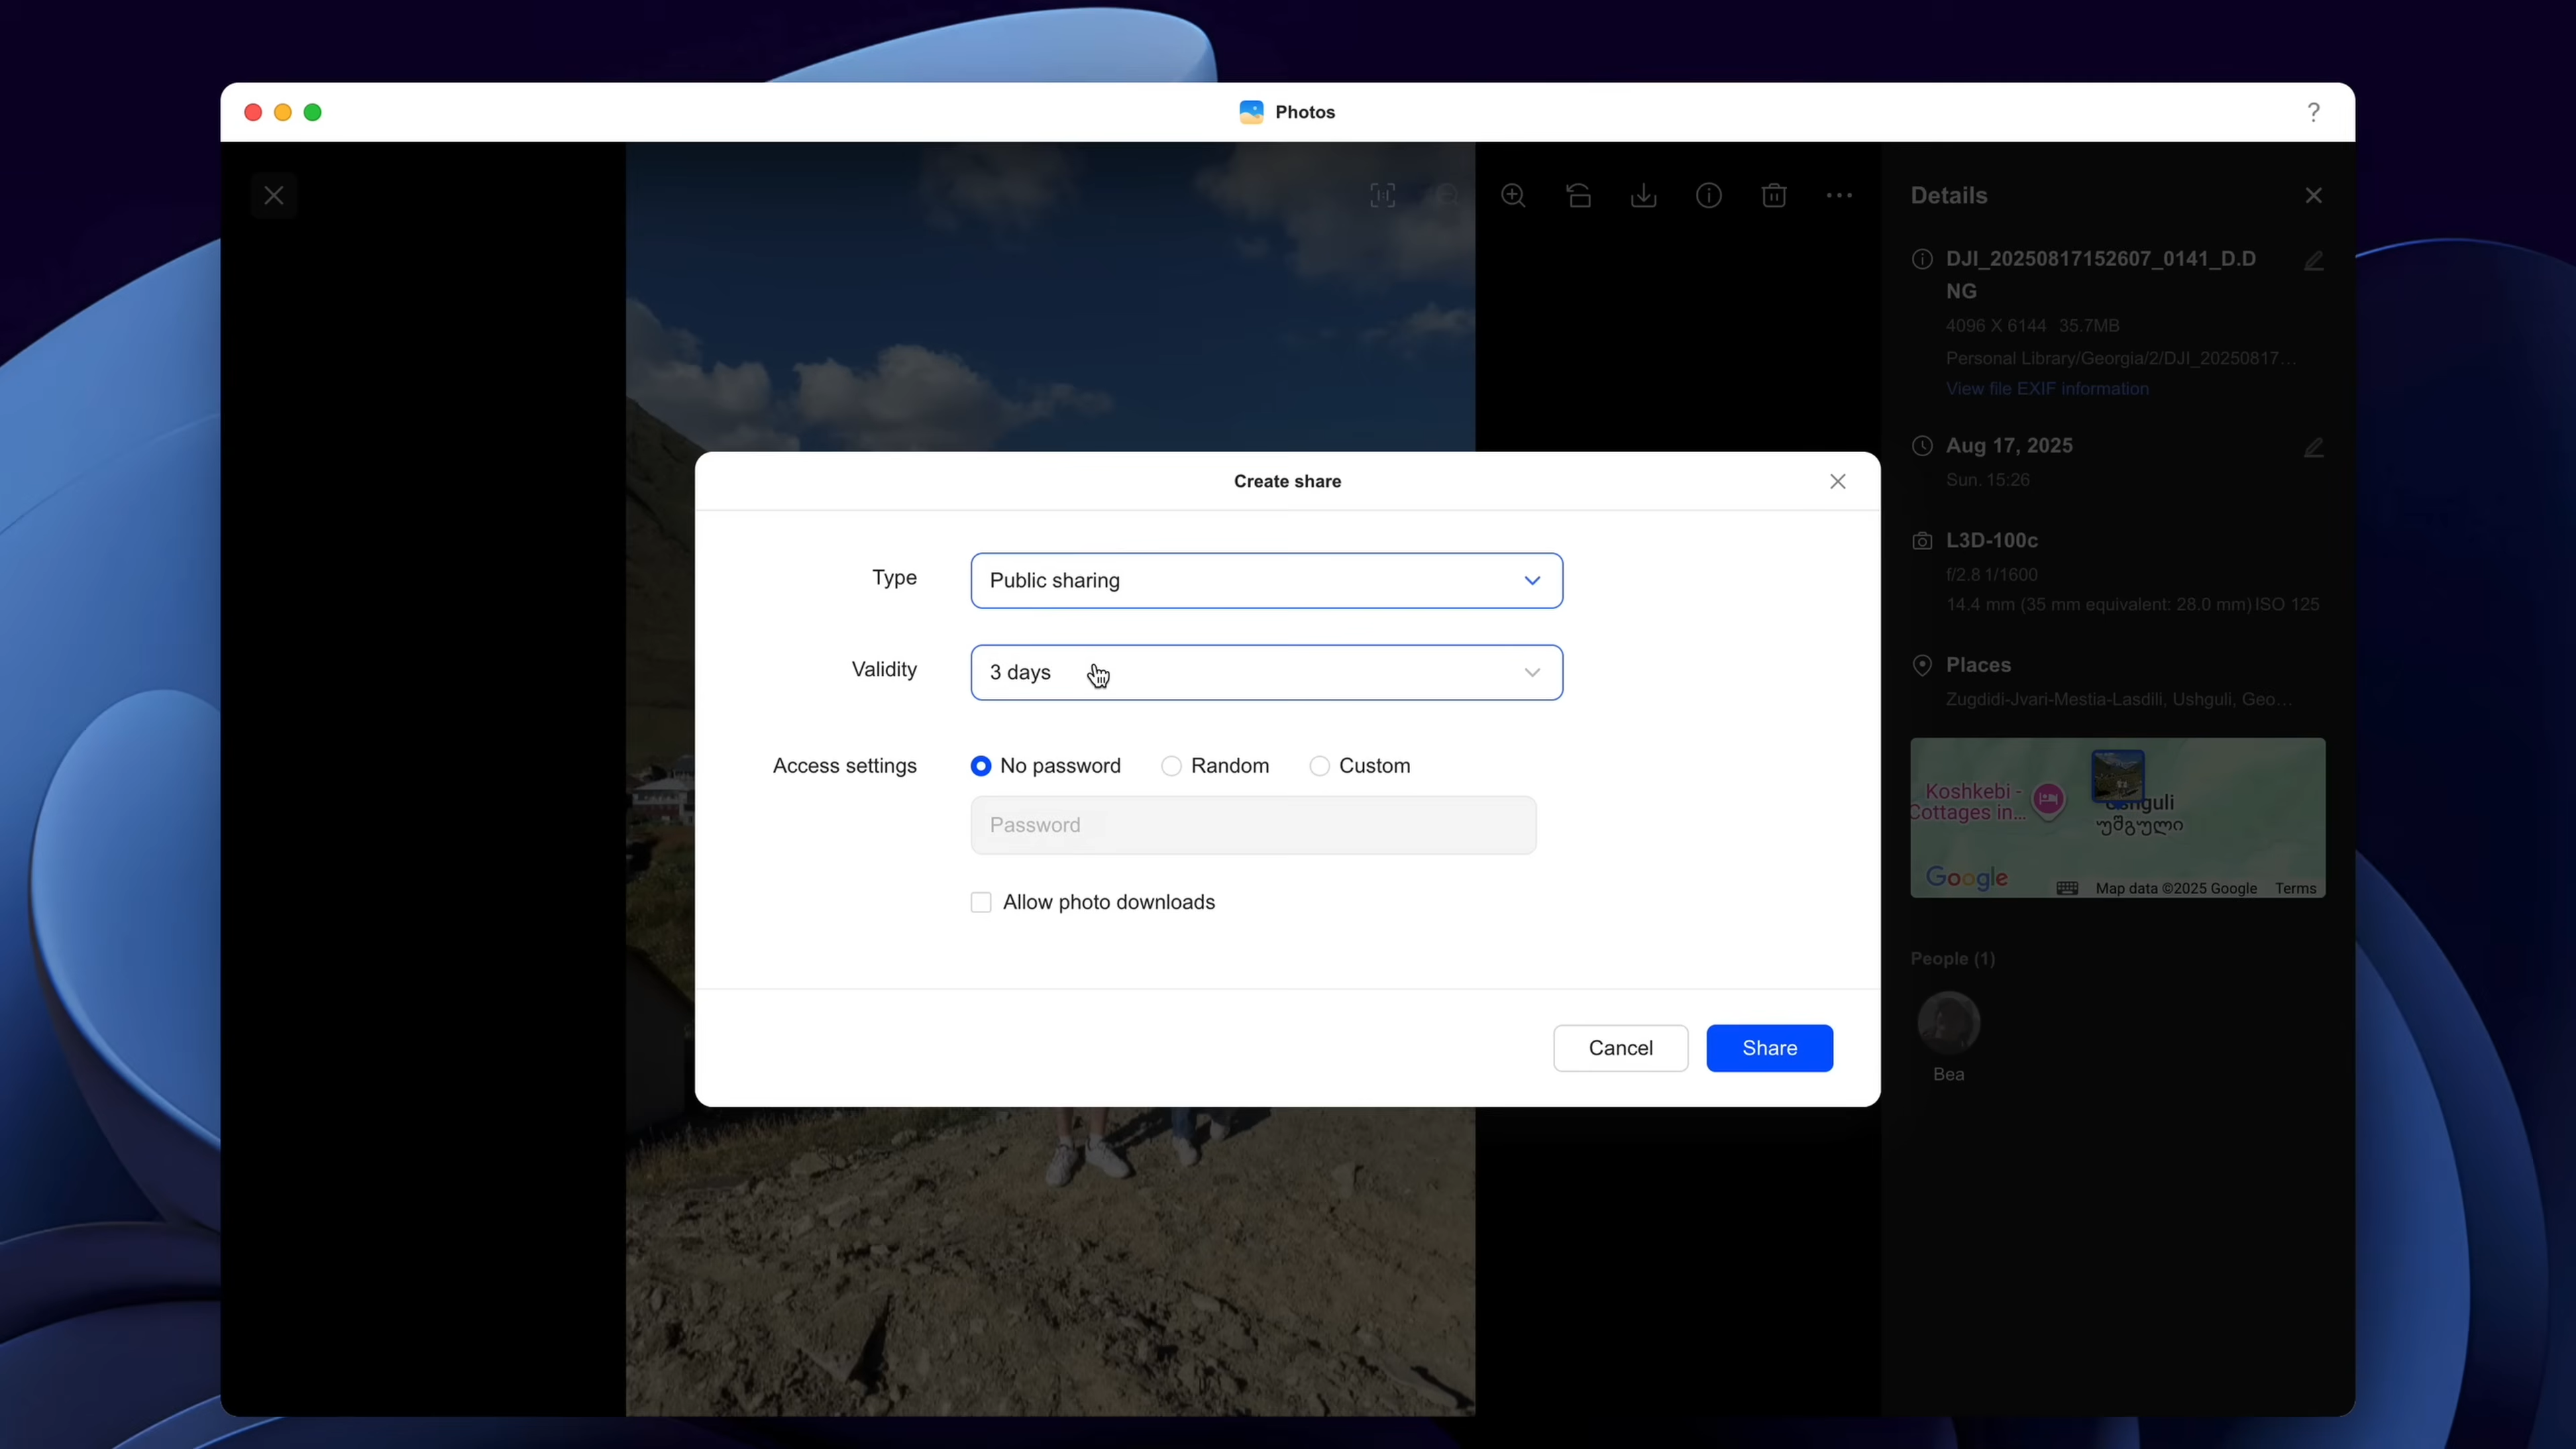 Photos
?
Details
DJI_20250817152607_0141_D.D
NG
4096 X 6144 35.7MB
Personal Library/Georgia/2/DJI_20250817...
View file EXIF information
Aug 17, 2025
Sun. 15:26
L3D-100c
f/2.8 1/1600
14.4 mm (35 mm equivalent: 28.0 mm) ISO 125
Places
Zugdidi-Jvari-Mestia-Lasdili, Ushguli, Geo...
Koshkebi -
Cottages in...
უშგული
Google
Map data ©2025 Google Terms
People (1)
Bea
Create share
Type
Public sharing
Validity
3 days
Access settings
No password
Random
Custom
Password
Allow photo downloads
Cancel
Share